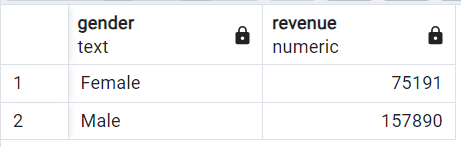 gender revenue
text numeric
1 Female 75191
2 Male 157890